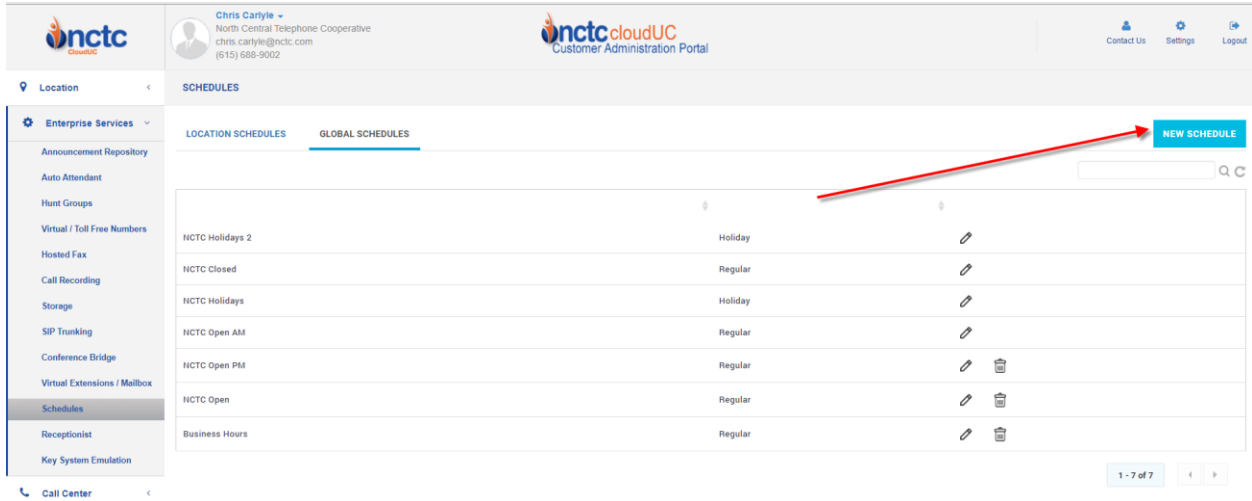 nctc
CloudUC
Chris Carlyle
North Central Telephone Cooperative
chris.carlyle@nctc.com
(615) 688-9002
nctc cloudUC
Customer Administration Portal
Contact Us
Settings
Logout
Location
SCHEDULES
Enterprise Services
LOCATION SCHEDULES
GLOBAL SCHEDULES
NEW SCHEDULE
Announcement Repository
Auto Attendant
Hunt Groups
Virtual / Toll Free Numbers
Hosted Fax
Call Recording
Storage
SIP Trunking
Conference Bridge
Virtual Extensions / Mailbox
Schedules
Receptionist
Key System Emulation
Call Center
NCTC Holidays 2 Holiday
NCTC Closed Regular
NCTC Holidays Holiday
NCTC Open AM Regular
NCTC Open PM Regular
NCTC Open Regular
Business Hours Regular
1 - 7 of 7